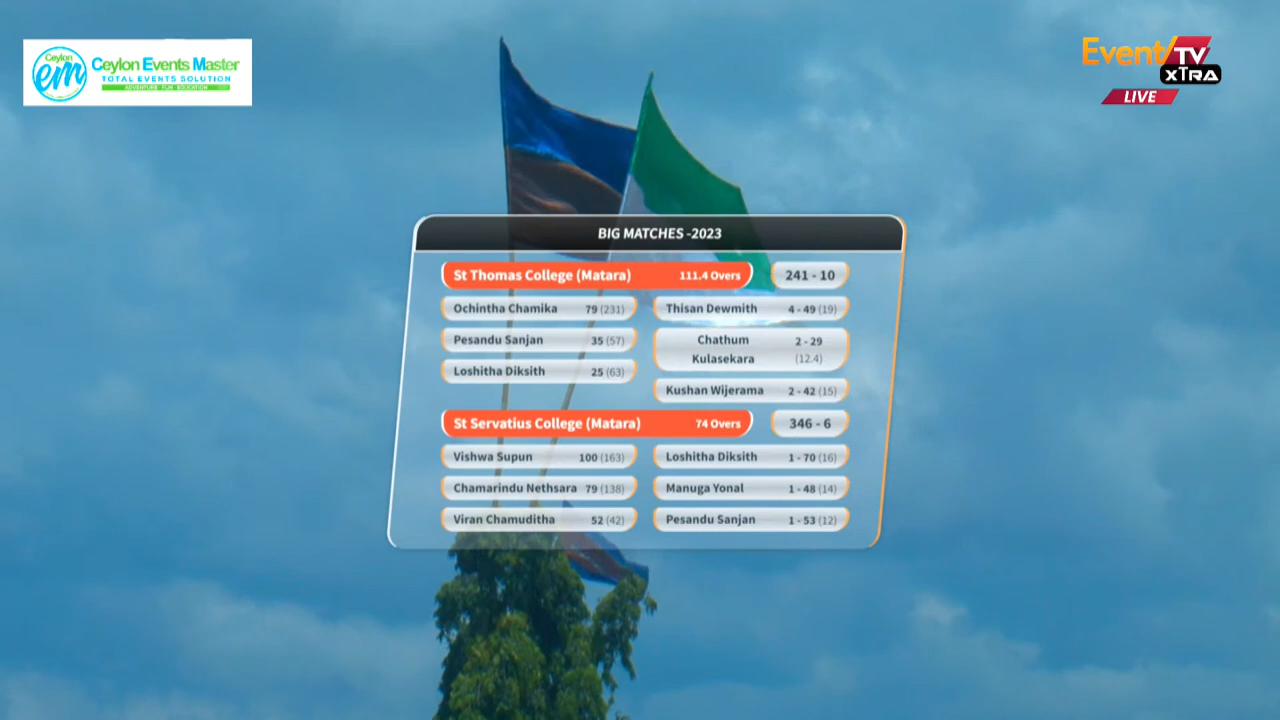 Ceylon
em
Ceylon Events Master
TOTAL EVENTS SOLUTION
ADVENTURE FUN EDUCATION
Event TV
XTRA
LIVE
BIG MATCHES -2023
St Thomas College (Matara) 111.4 Overs 241 - 10
Ochintha Chamika 79 (231) Thisan Dewmith 4 - 49 (19)
Pesandu Sanjan 35 (57) Chathum Kulasekara 2 - 29 (12.4)
Loshitha Diksith 25 (63) Kushan Wijerama 2 - 42 (15)
St Servatius College (Matara) 74 Overs 346 - 6
Vishwa Supun 100 (163) Loshitha Diksith 1 - 70 (16)
Chamarindu Nethsara 79 (138) Manuga Yonal 1 - 48 (14)
Viran Chamuditha 52 (42) Pesandu Sanjan 1 - 53 (12)